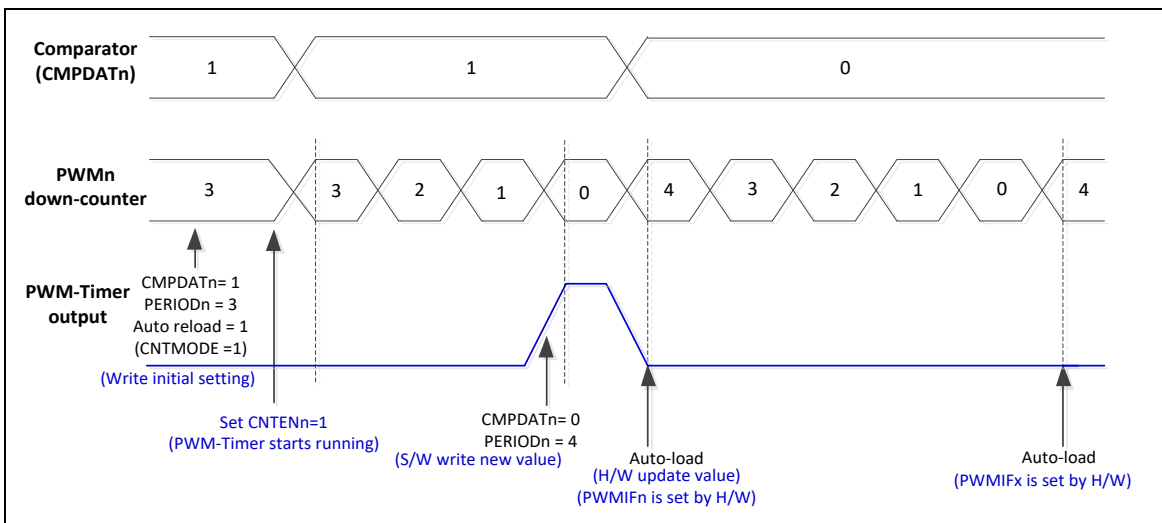 Comparator
(CMPDATn)
1
1
0
PWMn
down-counter
3
3
2
1
0
4
3
2
1
0
4
PWM-Timer
output
CMPDATn= 1
PERIODn = 3
Auto reload = 1
(CNTMODE =1)
(Write initial setting)
Set CNTENn=1
(PWM-Timer starts running)
CMPDATn= 0
PERIODn = 4
(S/W write new value)
Auto-load
(H/W update value)
(PWMIFn is set by H/W)
Auto-load
(PWMIFx is set by H/W)